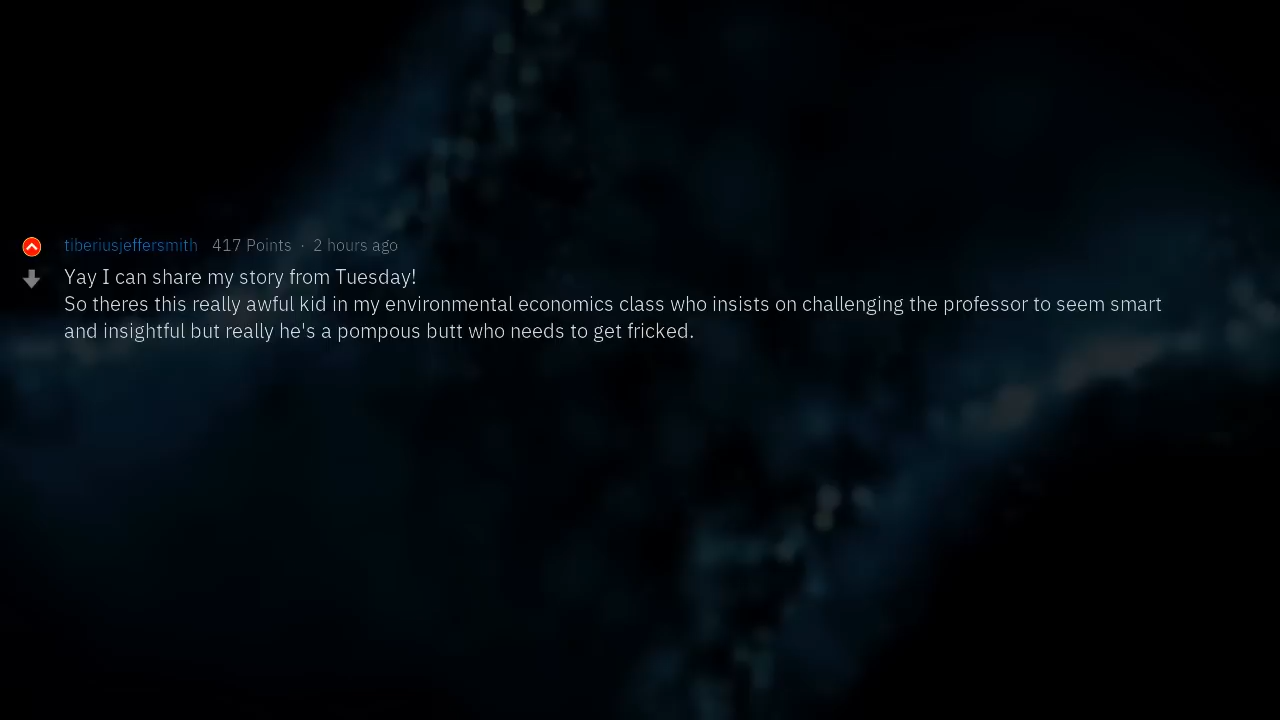 tiberiusjeffersmith 417 Points · 2 hours ago
Yay I can share my story from Tuesday!
So theres this really awful kid in my environmental economics class who insists on challenging the professor to seem smart
and insightful but really he's a pompous butt who needs to get fricked.